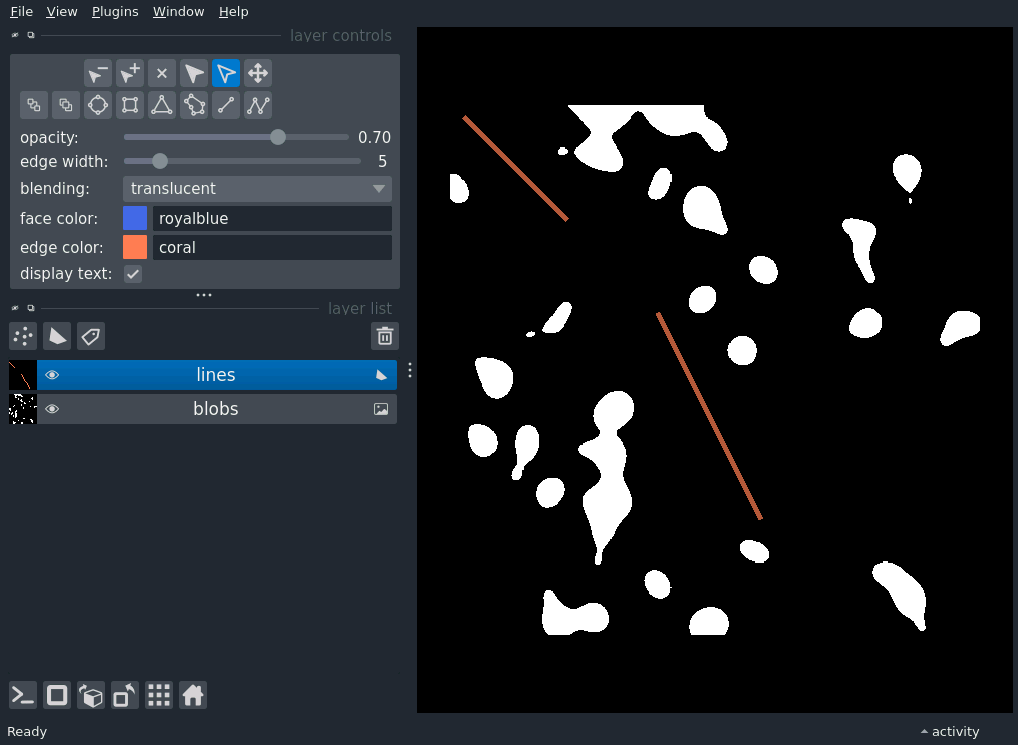 File View Plugins Window Help
layer controls
opacity: 0.70
edge width: 5
blending: translucent
face color: royalblue
edge color: coral
display text:
layer list
lines
blobs
Ready activity